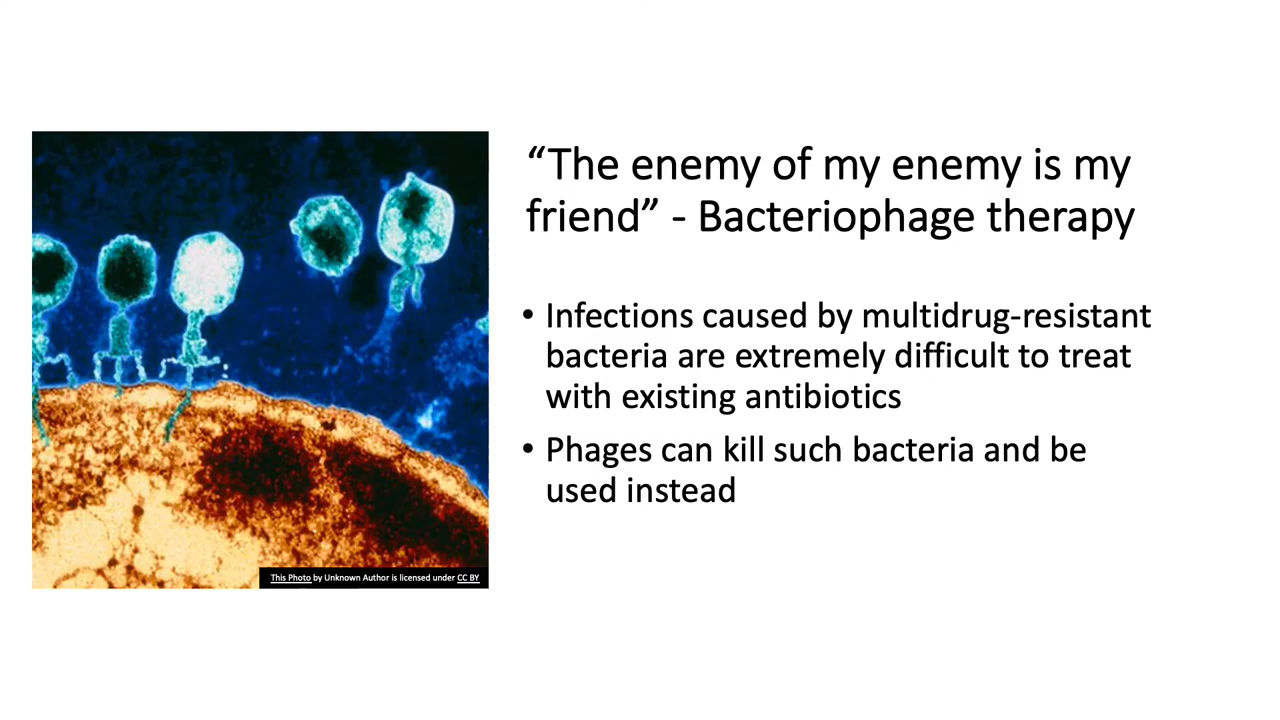 “The enemy of my enemy is my
friend” - Bacteriophage therapy
• Infections caused by multidrug-resistant
bacteria are extremely difficult to treat
with existing antibiotics
• Phages can kill such bacteria and be
used instead
This Photo by Unknown Author is licensed under CC BY